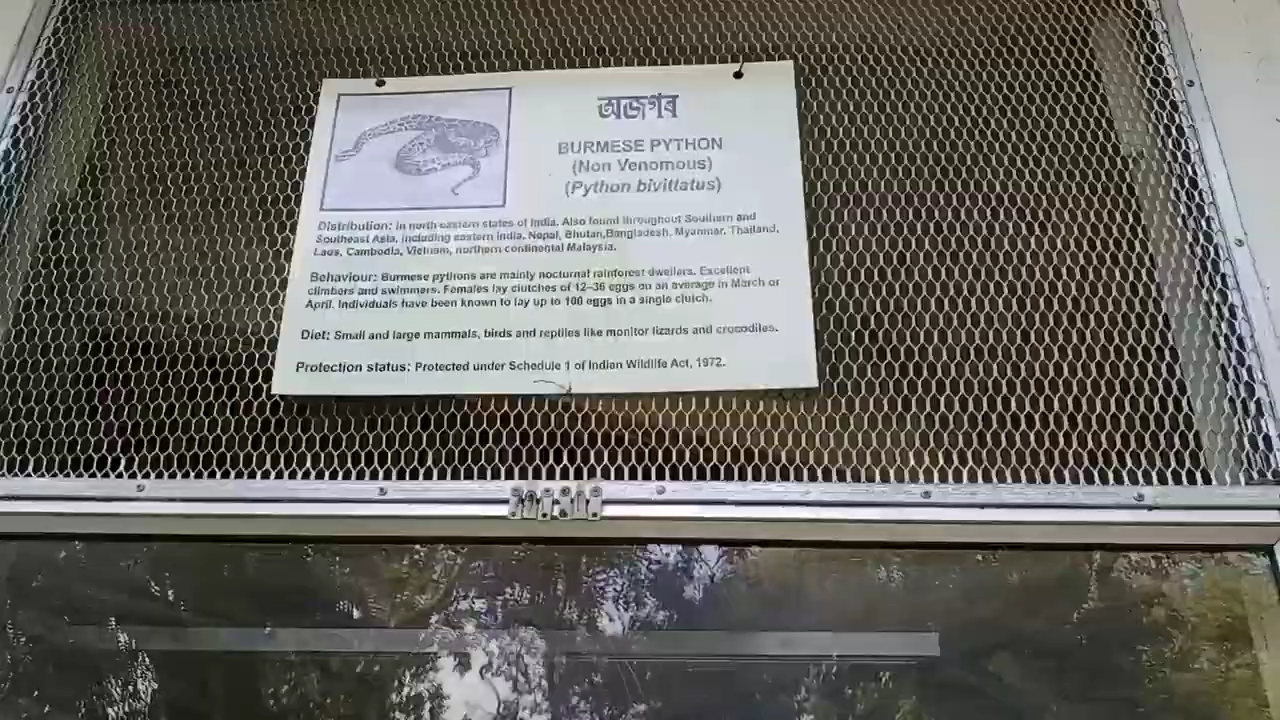 অজগৰ
BURMESE PYTHON
(Non Venomous)
(Python bivittatus)
Distribution: In north eastern states of India. Also found throughout Southern and
Southeast Asia, including eastern India, Nepal, Bhutan,Bangladesh, Myanmar, Thailand,
Laos, Cambodia, Vietnam, northern continental Malaysia.
Behaviour: Burmese pythons are mainly nocturnal rainforest dwellers. Excellent
climbers and swimmers. Females lay clutches of 12–36 eggs on an average in March or
April. Individuals have been known to lay up to 100 eggs in a single clutch.
Diet: Small and large mammals, birds and reptiles like monitor lizards and crocodiles.
Protection status: Protected under Schedule 1 of Indian Wildlife Act, 1972.